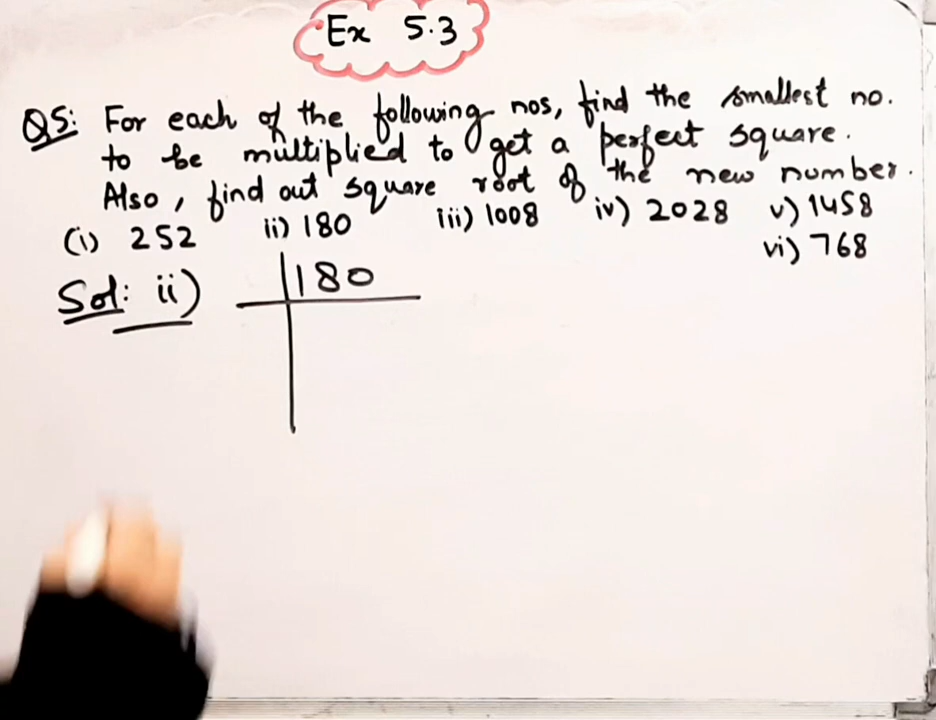 Ex 5.3
Q5: For each of the following nos, find the smallest no.
to be multiplied to get a perfect square.
Also, find out square root of the new number.
(i) 252 ii) 180 iii) 1008 iv) 2028 v) 1458
vi) 768
Sol: ii) 180